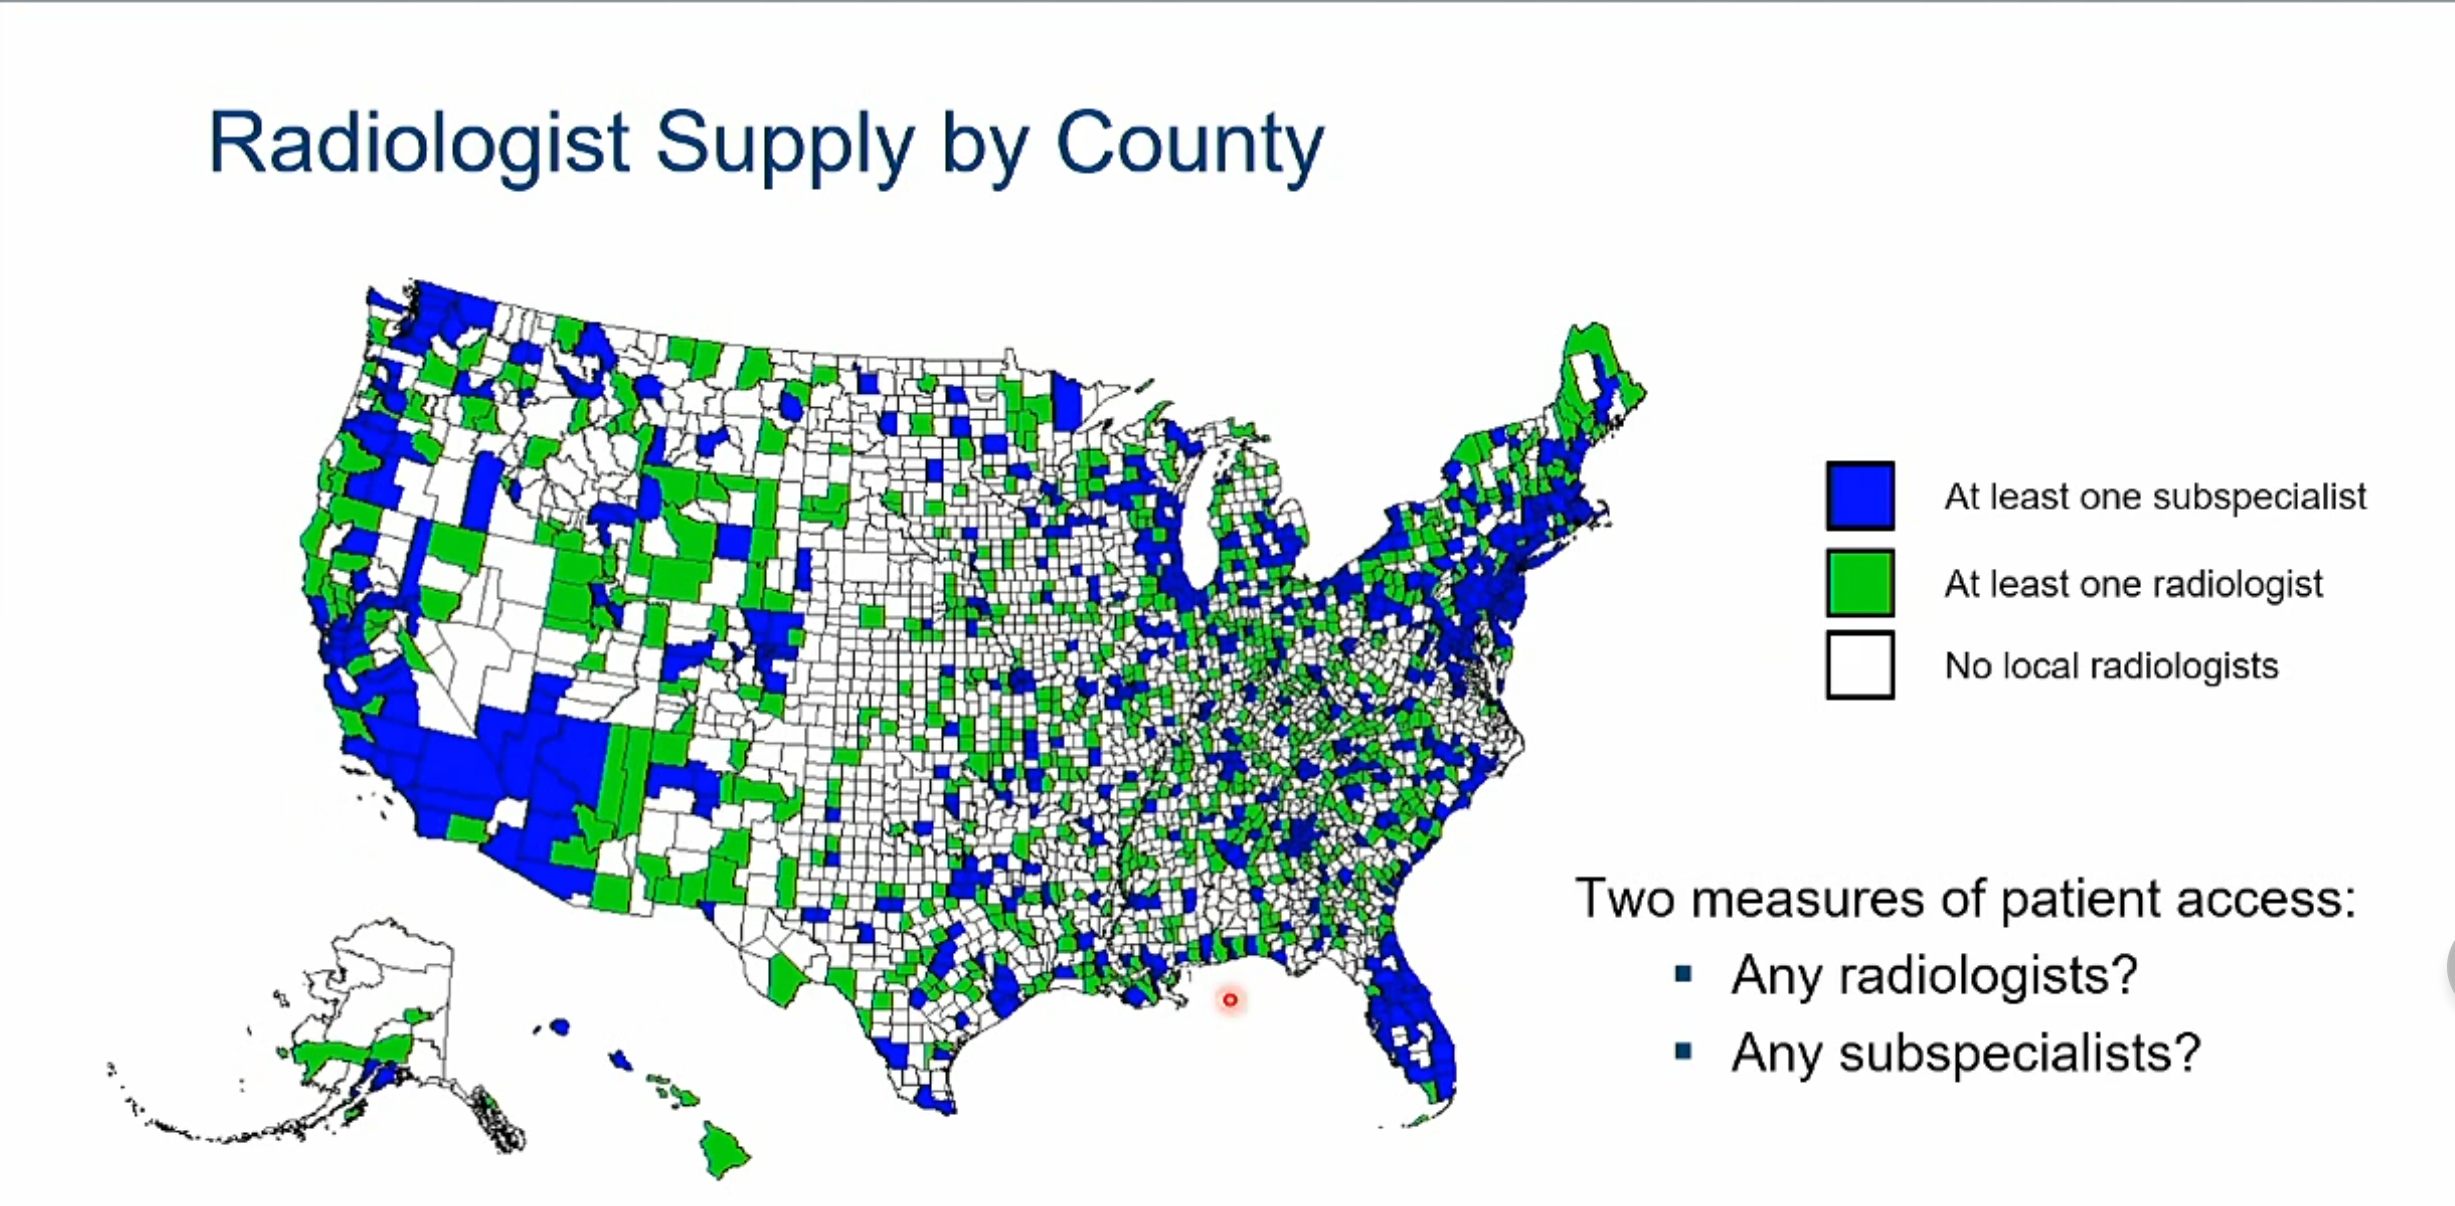 Radiologist Supply by County
At least one subspecialist
At least one radiologist
No local radiologists
Two measures of patient access:
▪ Any radiologists?
▪ Any subspecialists?